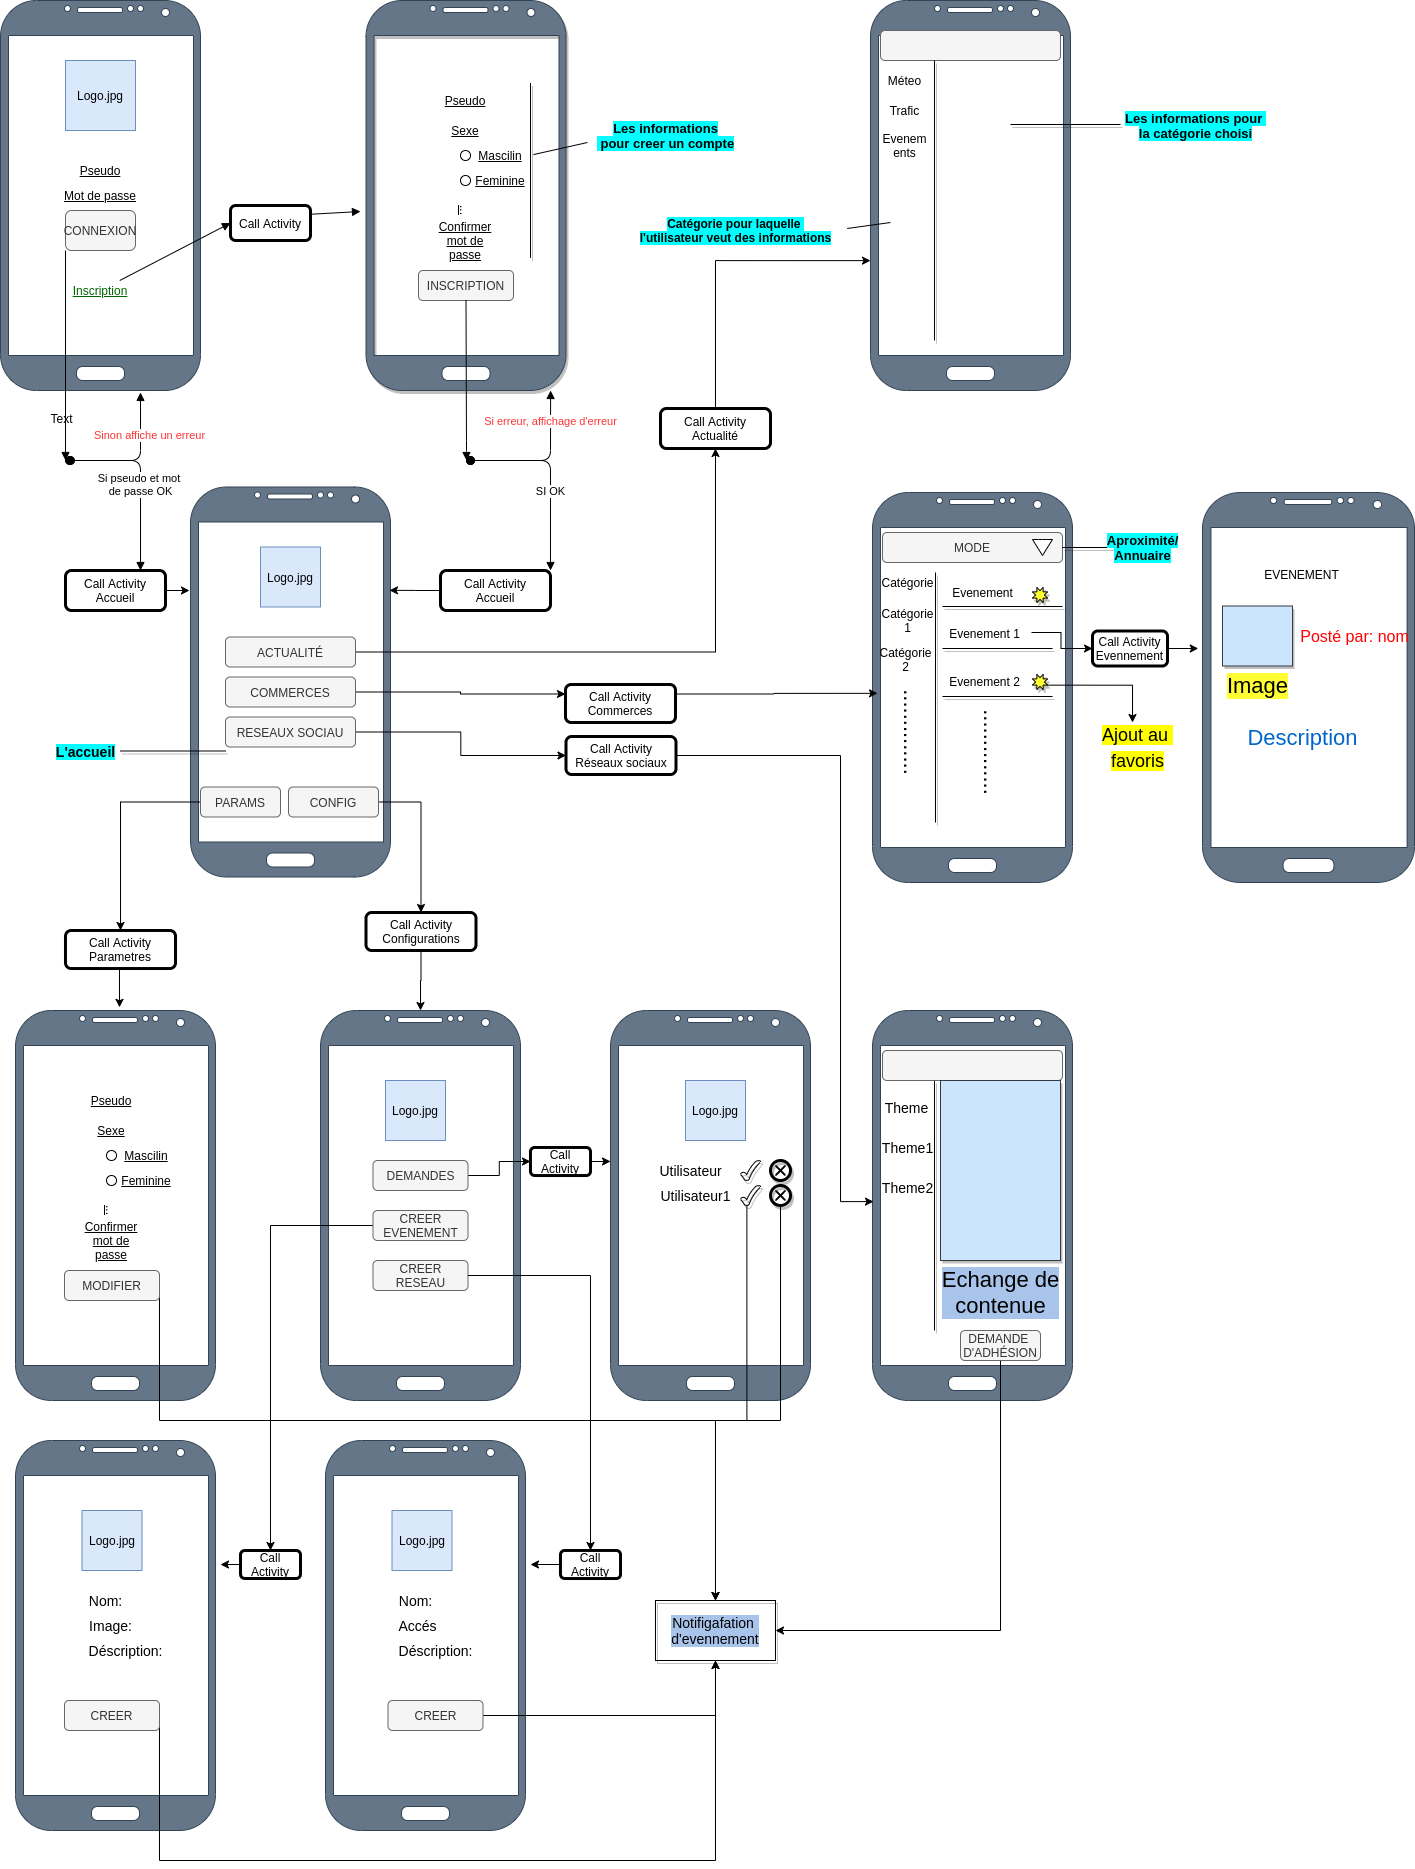 Logo.jpg
Pseudo
Mot de passe
CONNEXION
Inscription
Call Activity
Pseudo
Sexe
Mascilin
Feminine
Confirmer
mot de
passe
INSCRIPTION
Les informations
pour creer un compte
Méteo
Trafic
Evenem
ents
Les informations pour
la catégorie choisi
Catégorie pour laquelle
l'utilisateur veut des informations
Text
Sinon affiche un erreur
Si pseudo et mot
de passe OK
Si erreur, affichage d'erreur
SI OK
Call Activity
Actualité
Call Activity
Accueil
Call Activity
Accueil
Logo.jpg
ACTUALITÉ
COMMERCES
RESEAUX SOCIAU
L'accueil
PARAMS
CONFIG
Call Activity
Commerces
Call Activity
Réseaux sociaux
MODE
Aproximité/
Annuaire
Catégorie
Catégorie
1
Catégorie
2
Evenement
Evenement 1
Evenement 2
Call Activity
Evennement
Ajout au
favoris
EVENEMENT
Posté par: nom
Image
Description
Call Activity
Parametres
Call Activity
Configurations
Pseudo
Sexe
Mascilin
Feminine
Confirmer
mot de
passe
MODIFIER
Logo.jpg
DEMANDES
CREER
EVENEMENT
CREER
RESEAU
Call
Activity
Logo.jpg
Utilisateur
Utilisateur1
Theme
Theme1
Theme2
Echange de
contenue
DEMANDE
D'ADHÉSION
Logo.jpg
Nom:
Image:
Déscription:
CREER
Call
Activity
Logo.jpg
Nom:
Accés
Déscription:
CREER
Call
Activity
Notifigafation
d'evennement